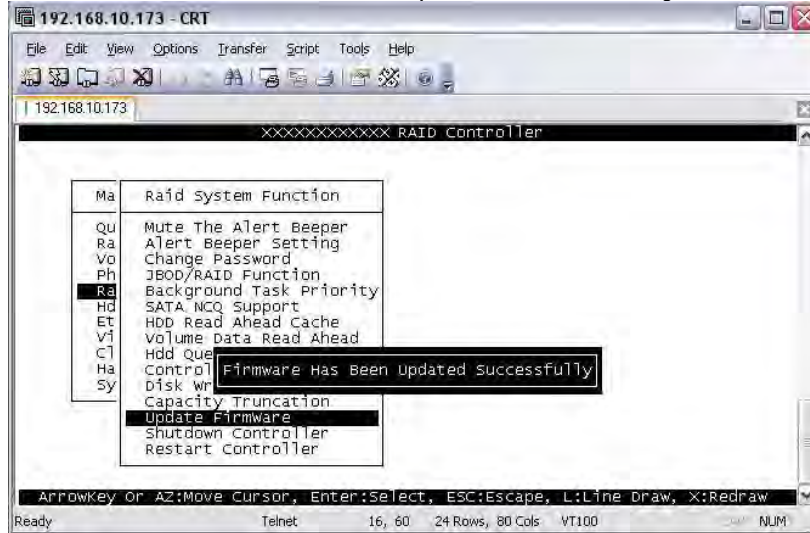 192.168.10.173 - CRT
File Edit View Options Transfer Script Tools Help
192.168.10.173
XXXXXXXXXXXX RAID Controller
Ma
Raid System Function
Qu
Mute The Alert Beeper
Ra
Alert Beeper Setting
Vo
Change Password
Ph
JBOD/RAID Function
Ra
Background Task Priority
Hd
SATA NCQ Support
Et
HDD Read Ahead Cache
Vi
Volume Data Read Ahead
Cl
Hdd Que
Ha
Control
Firmware Has Been Updated Successfully
Sy
Disk Wr
Capacity Truncation
Update FirmWare
Shutdown Controller
Restart Controller
ArrowKey Or AZ:Move Cursor, Enter:Select, ESC:Escape, L:Line Draw, X:Redraw
Ready Telnet 16, 60 24 Rows, 80 Cols VT100 NUM